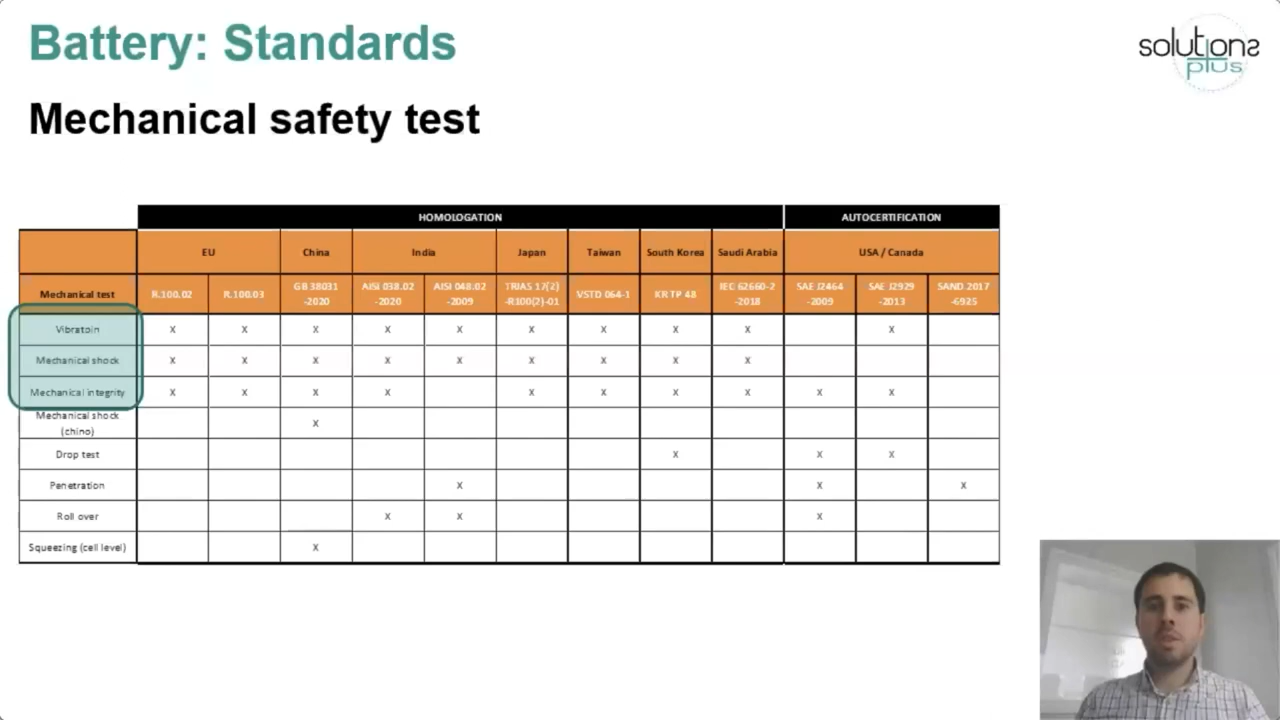 Battery: Standards
solutions
plus
Mechanical safety test
HOMOLOGATION AUTOCERTIFICATION
EU China India Japan Taiwan South Korea Saudi Arabia USA / Canada
Mechanical test R.100.02 R.100.03 GB 38031 -2020 AISI 038.02 -2020 AISI 048.02 -2009 TRIAS 17(2) -R100(2)-01 VSTD 064-1 KR TP 48 IEC 62660-2 -2018 SAE J2464 -2009 SAE J2929 -2013 SAND 2017 -6925
Vibratoin X X X X X X X X X X
Mechanical shock X X X X X X X X X
Mechanical integrity X X X X X X X X X X
Mechanical shock
(chino) X
Drop test X X X
Penetration X X X
Roll over X X X
Squeezing (cell level) X